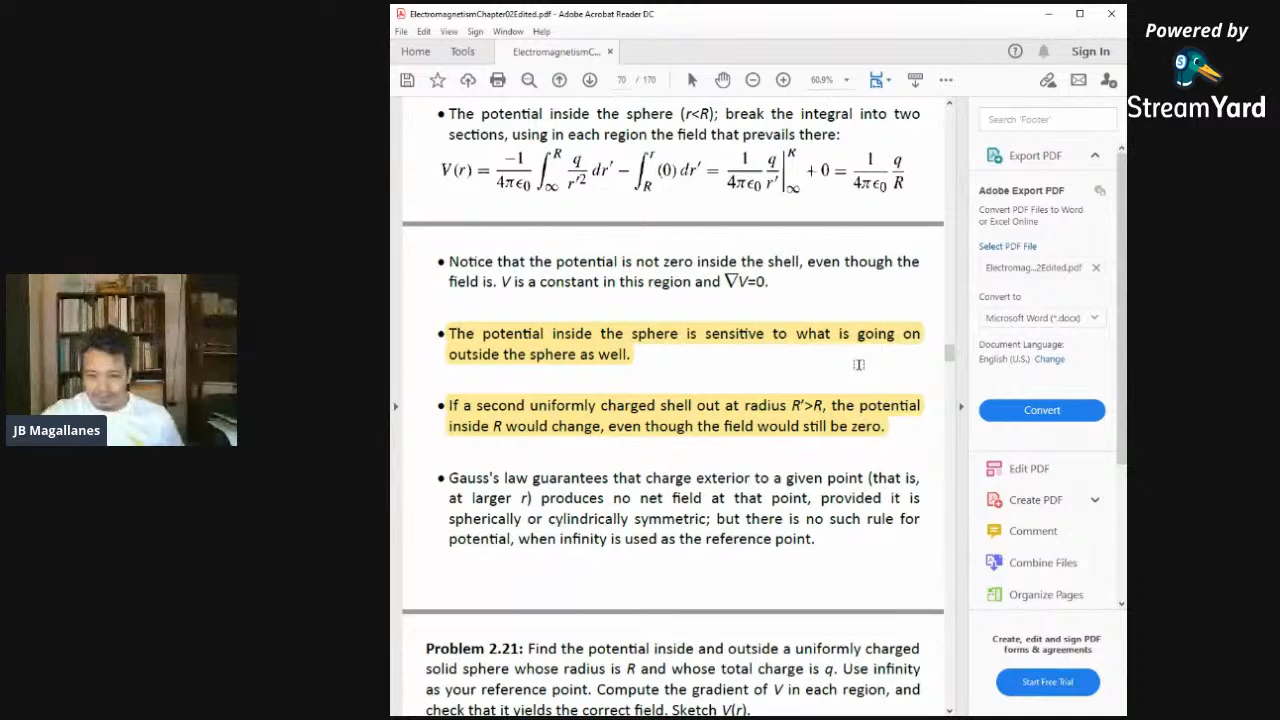 ElectromagnetismChapter02Edited.pdf - Adobe Acrobat Reader DC
File Edit View Sign Window Help
Home Tools ElectromagnetismC... × Sign In
70 / 170 60.9%
• The potential inside the sphere (r<R); break the integral into two
sections, using in each region the field that prevails there:
V(r) = -1/4πϵ0 ∫∞^R q/r′2 dr′ − ∫R^r (0) dr′ = 1/4πϵ0 q/r′ |∞^R + 0 = 1/4πϵ0 q/R
• Notice that the potential is not zero inside the shell, even though the
field is. V is a constant in this region and ∇V=0.
• The potential inside the sphere is sensitive to what is going on
outside the sphere as well.
• If a second uniformly charged shell out at radius R′>R, the potential
inside R would change, even though the field would still be zero.
• Gauss's law guarantees that charge exterior to a given point (that is,
at larger r) produces no net field at that point, provided it is
spherically or cylindrically symmetric; but there is no such rule for
potential, when infinity is used as the reference point.
Problem 2.21: Find the potential inside and outside a uniformly charged
solid sphere whose radius is R and whose total charge is q. Use infinity
as your reference point. Compute the gradient of V in each region, and
check that it yields the correct field. Sketch V(r).
Search 'Footer'
Export PDF
Adobe Export PDF
Convert PDF Files to Word
or Excel Online
Select PDF File
Electromag...2Edited.pdf ×
Convert to
Microsoft Word (*.docx)
Document Language:
English (U.S.) Change
Convert
Edit PDF
Create PDF
Comment
Combine Files
Organize Pages
Convert, edit and sign PDF
forms & agreements
Start Free Trial
JB Magallanes
Powered by
StreamYard